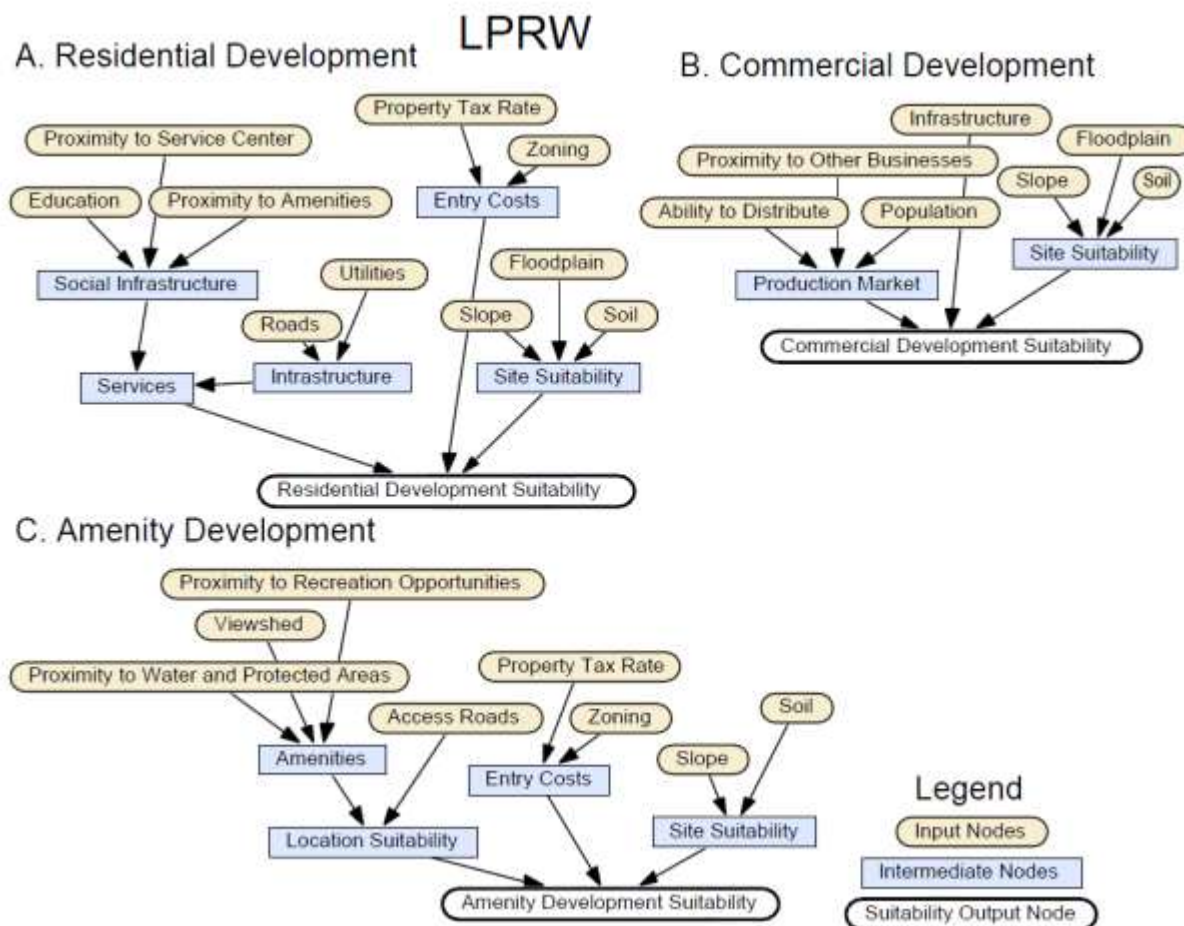 LPRW
A. Residential Development
Property Tax Rate
Proximity to Service Center
Zoning
Education
Proximity to Amenities
Entry Costs
Utilities
Floodplain
Social Infrastructure
Roads
Slope
Soil
Services
Intrastructure
Site Suitability
Residential Development Suitability
B. Commercial Development
Infrastructure
Floodplain
Proximity to Other Businesses
Slope
Soil
Ability to Distribute
Population
Site Suitability
Production Market
Commercial Development Suitability
C. Amenity Development
Proximity to Recreation Opportunities
Viewshed
Proximity to Water and Protected Areas
Property Tax Rate
Access Roads
Zoning
Soil
Amenities
Entry Costs
Slope
Location Suitability
Site Suitability
Amenity Development Suitability
Legend
Input Nodes
Intermediate Nodes
Suitability Output Node